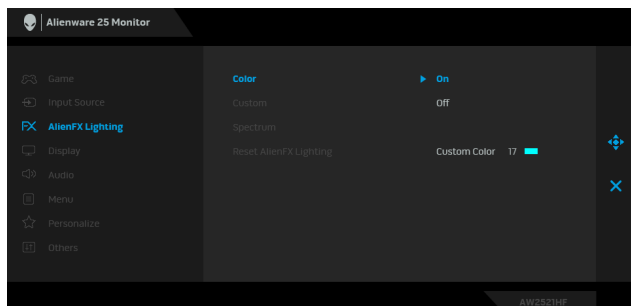 Alienware 25 Monitor
Game
Input Source
FX AlienFX Lighting
Display
Audio
Menu
Personalize
Others
Color
Custom
Spectrum
Reset AlienFX Lighting
On
Off
Custom Color 17
AW2521HF